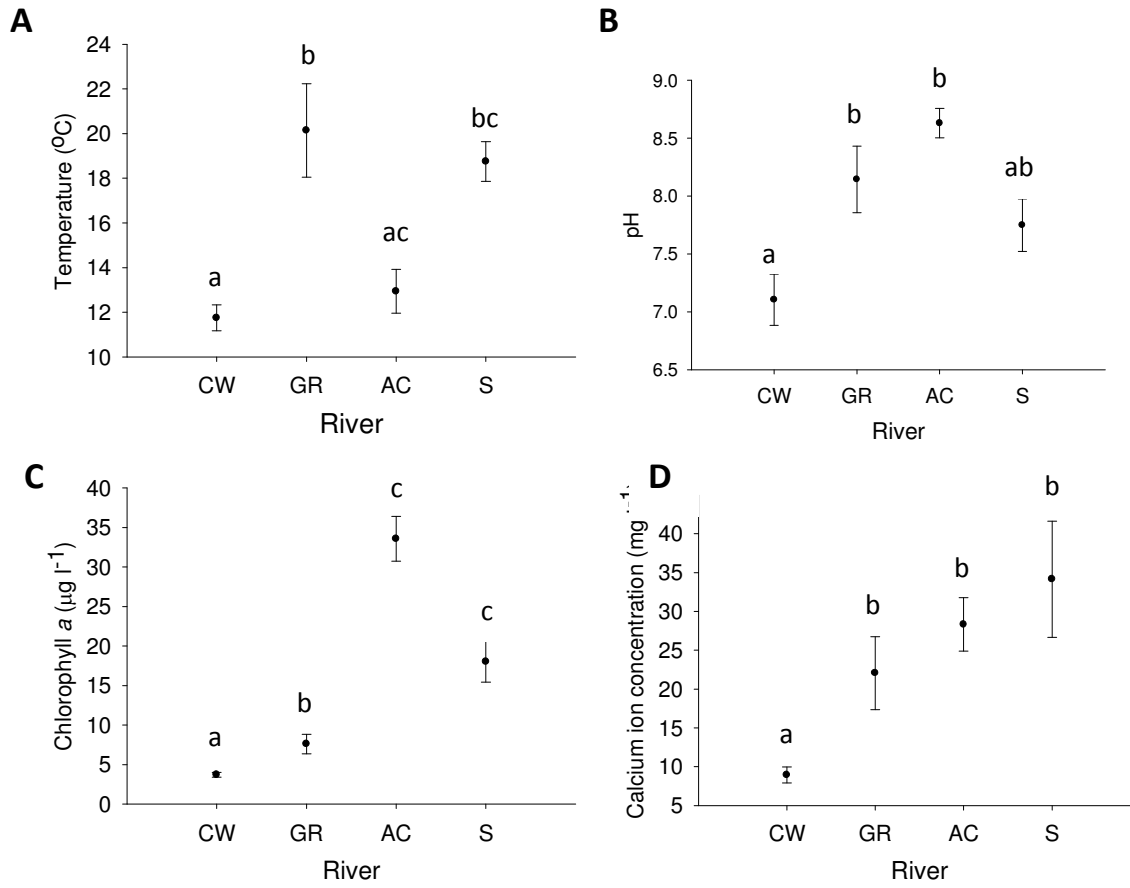 A
Temperature (ºC)
24
22
20
18
16
14
12
10
a
b
ac
bc
CW GR AC S
River
B
pH
9.0
8.5
8.0
7.5
7.0
6.5
a
b
b
ab
CW GR AC S
River
C
Chlorophyll a (μg l-1)
40
35
30
25
20
15
10
5
0
a
b
c
c
CW GR AC S
River
D
Calcium ion concentration (mg
40
35
30
25
20
15
10
5
a
b
b
b
CW GR AC S
River